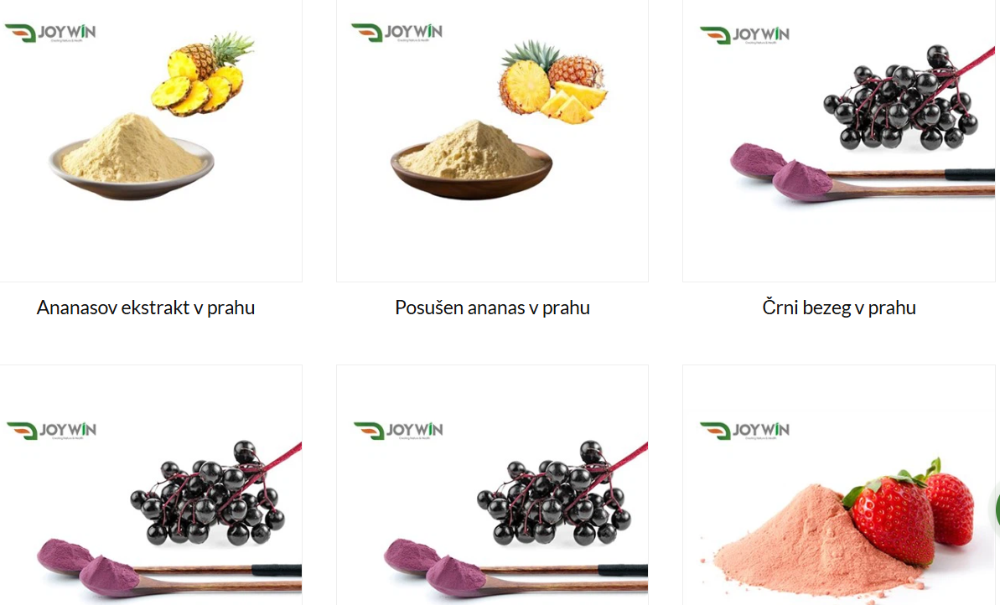 JOYWIN
JOYWIN
JOYWIN
Ananasov ekstrakt v prahu
Posušen ananas v prahu
Črni bezeg v prahu
JOYWIN
JOYWIN
JOYWIN